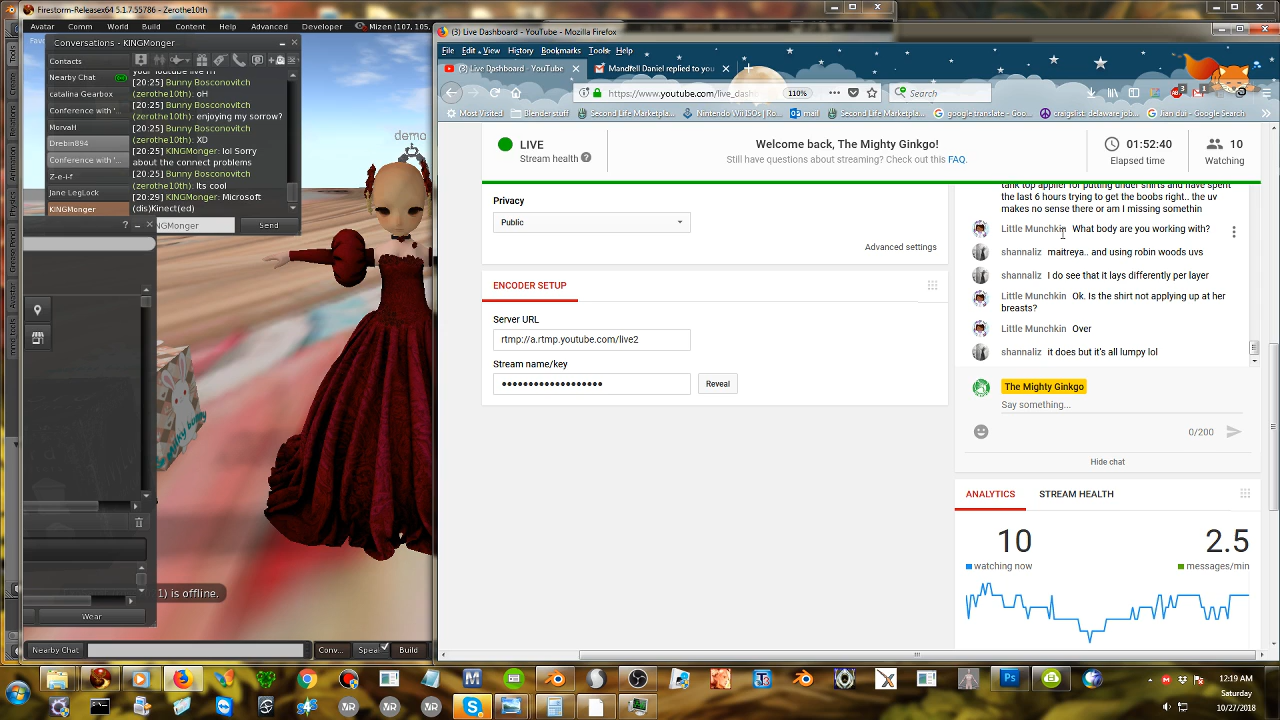 Firestorm-Releasex64 5.1.7.55786 - Zerothe10th
Avatar Comm World Build Content Help Advanced Developer Mizen (107, 105,
Conversations - KINGMonger
Contacts
Nearby Chat
catalina Gearbox
Conference with '...
MorvaH
Drebin894
Conference with '...
Z-e-i-f
Jane LegLock
KINGMonger
[20:25] Bunny Bosconovitch
(zerothe10th): oH
[20:25] Bunny Bosconovitch
(zerothe10th): enjoying my sorrow?
[20:25] Bunny Bosconovitch
(zerothe10th): XD
[20:25] KINGMonger: lol Sorry
about the connect problems
[20:25] Bunny Bosconovitch
(zerothe10th): Its cool
[20:29] KINGMonger: Microsoft
(dis)Kinect(ed)
NGMonger
Send
demo
milky bunny
1) is offline.
Wear
Nearby Chat
Conv...
Spea
Build
(3) Live Dashboard - YouTube - Mozilla Firefox
File Edit View History Bookmarks Tools Help
(3) Live Dashboard - YouTube
Mandfell Daniel replied to you
https://www.youtube.com/live_dash
110%
Search
Most Visited
Blender stuff
Second Life Marketpla...
Nintendo Wii ISOs | Ro...
mail
Second Life Marketpla...
google translate - Go...
craigslist: delaware job...
jian dui - Google Search
LIVE
Stream health
Welcome back, The Mighty Ginkgo!
Still have questions about streaming? Check out this FAQ.
01:52:40
Elapsed time
10
Watching
Privacy
Public
Advanced settings
ENCODER SETUP
Server URL
rtmp://a.rtmp.youtube.com/live2
Stream name/key
Reveal
tank top applier for putting under shirts and have spent
the last 6 hours trying to get the boobs right.. the uv
makes no sense there or am I missing somethin
Little Munchkin What body are you working with?
shannaliz maitreya.. and using robin woods uvs
shannaliz I do see that it lays differently per layer
Little Munchkin Ok. Is the shirt not applying up at her
breasts?
Little Munchkin Over
shannaliz it does but it's all lumpy lol
The Mighty Ginkgo
Say something...
0/200
Hide chat
ANALYTICS STREAM HEALTH
10
watching now
2.5
messages/min
12:19 AM
Saturday
10/27/2018